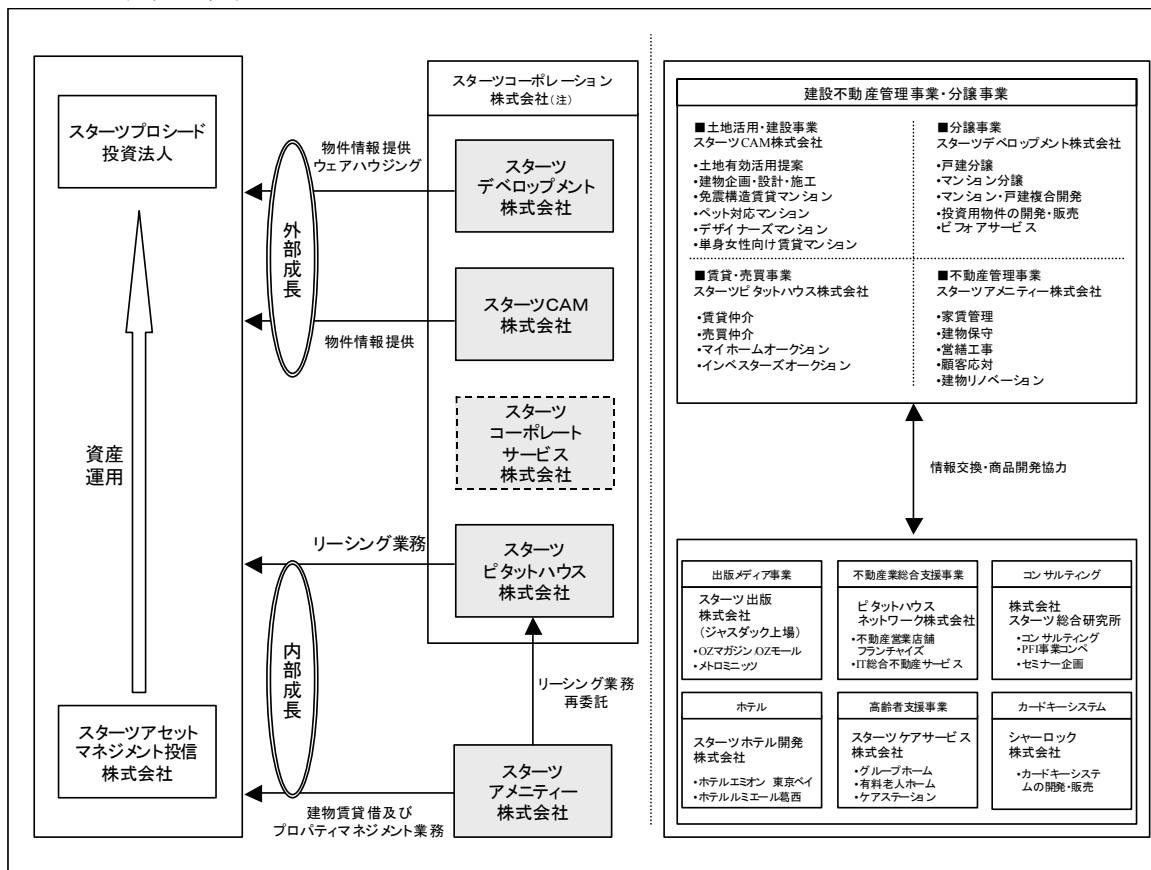 スターツプロシード
投資法人
資産
運用
スターツアセット
マネジメント投信
株式会社
外部成長
内部成長
物件情報提供
ウェアハウジング
物件情報提供
リーシング業務
リーシング業務
再委託
建物賃貸借及び
プロパティマネジメント業務
スターツコーポレーション
株式会社(注)
スターツ
デベロップメント
株式会社
スターツCAM
株式会社
スターツ
コーポレート
サービス
株式会社
スターツ
ピタットハウス
株式会社
スターツ
アメニティー
株式会社
建設不動産管理事業・分譲事業
■土地活用・建設事業
スターツCAM株式会社
・土地有効活用提案
・建物企画・設計・施工
・免震構造賃貸マンション
・ペット対応マンション
・デザイナーズマンション
・単身女性向け賃貸マンション
■分譲事業
スターツデベロップメント株式会社
・戸建分譲
・マンション分譲
・マンション・戸建複合開発
・投資用物件の開発・販売
・ビフォアサービス
■賃貸・売買事業
スターツピタットハウス株式会社
・賃貸仲介
・売買仲介
・マイホームオークション
・インベスターズオークション
■不動産管理事業
スターツアメニティー株式会社
・家賃管理
・建物保守
・営繕工事
・顧客応対
・建物リノベーション
情報交換・商品開発協力
出版メディア事業
スターツ出版
株式会社
(ジャスダック上場)
・OZマガジン/OZモール
・メトロミニッツ
不動産業総合支援事業
ピタットハウス
ネットワーク株式会社
・不動産営業店舗
フランチャイズ
・IT総合不動産サービス
コンサルティング
株式会社
スターツ総合研究所
・コンサルティング
・PFI事業コンペ
・セミナー企画
ホテル
スターツホテル開発
株式会社
・ホテルエミオン 東京ベイ
・ホテルルミエール葛西
高齢者支援事業
スターツケアサービス
株式会社
・グループホーム
・有料老人ホーム
・ケアステーション
カードキーシステム
シャーロック
株式会社
・カードキーシステ
ムの開発・販売